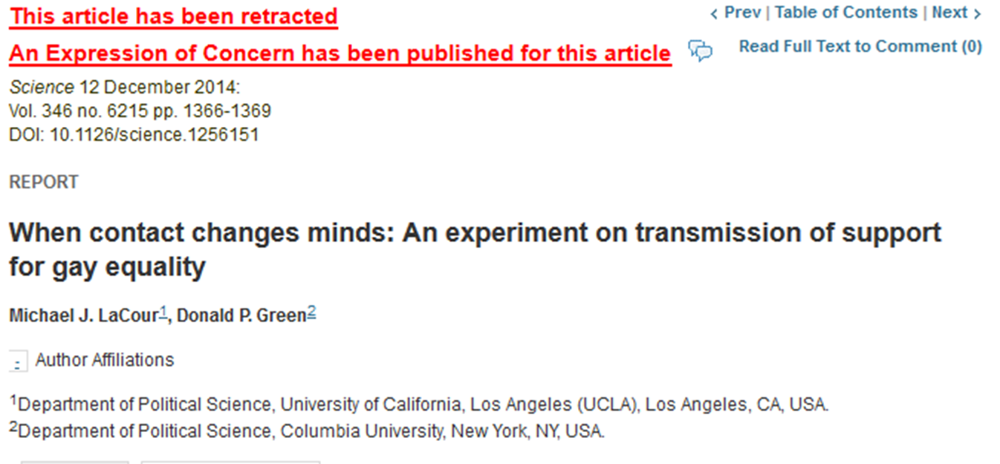 This article has been retracted
‹ Prev | Table of Contents | Next ›
An Expression of Concern has been published for this article
Read Full Text to Comment (0)
Science 12 December 2014:
Vol. 346 no. 6215 pp. 1366-1369
DOI: 10.1126/science.1256151
REPORT
When contact changes minds: An experiment on transmission of support
for gay equality
Michael J. LaCour1, Donald P. Green2
Author Affiliations
1Department of Political Science, University of California, Los Angeles (UCLA), Los Angeles, CA, USA.
2Department of Political Science, Columbia University, New York, NY, USA.